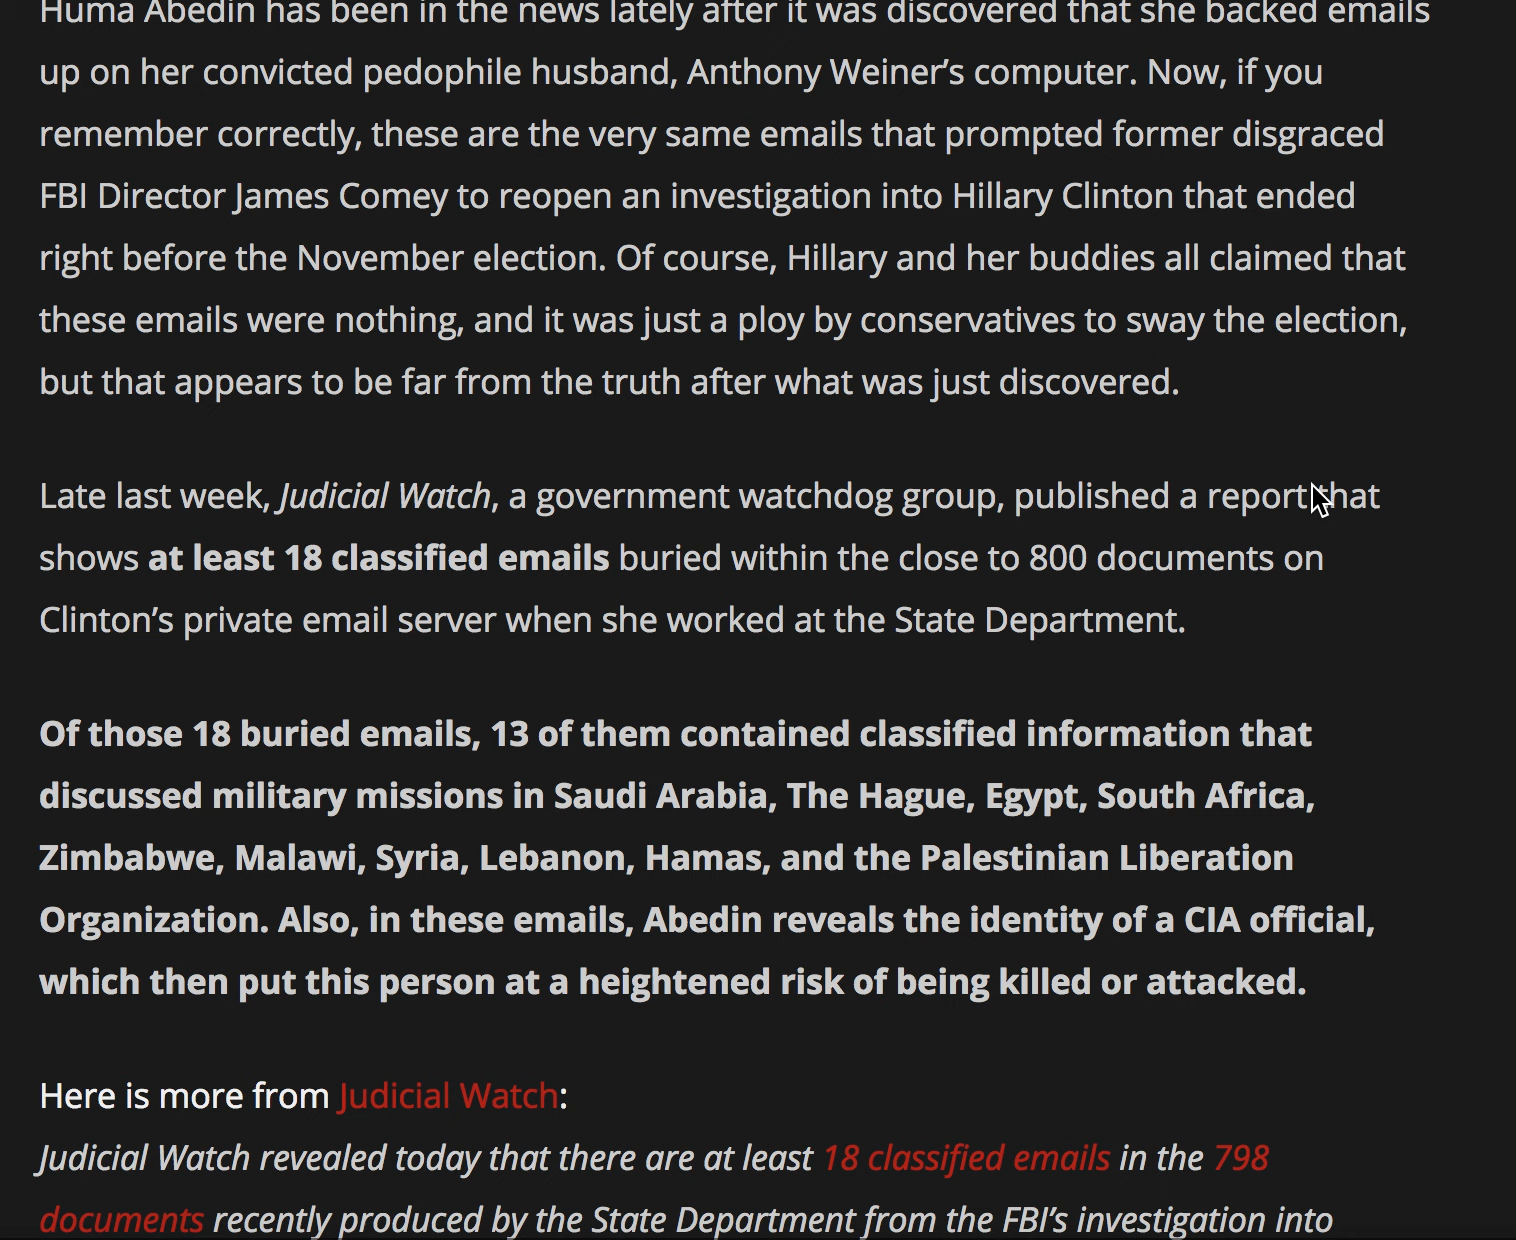 Huma Abedin has been in the news lately after it was discovered that she backed emails
up on her convicted pedophile husband, Anthony Weiner’s computer. Now, if you
remember correctly, these are the very same emails that prompted former disgraced
FBI Director James Comey to reopen an investigation into Hillary Clinton that ended
right before the November election. Of course, Hillary and her buddies all claimed that
these emails were nothing, and it was just a ploy by conservatives to sway the election,
but that appears to be far from the truth after what was just discovered.
Late last week, Judicial Watch, a government watchdog group, published a report that
shows at least 18 classified emails buried within the close to 800 documents on
Clinton’s private email server when she worked at the State Department.
Of those 18 buried emails, 13 of them contained classified information that
discussed military missions in Saudi Arabia, The Hague, Egypt, South Africa,
Zimbabwe, Malawi, Syria, Lebanon, Hamas, and the Palestinian Liberation
Organization. Also, in these emails, Abedin reveals the identity of a CIA official,
which then put this person at a heightened risk of being killed or attacked.
Here is more from Judicial Watch:
Judicial Watch revealed today that there are at least 18 classified emails in the 798
documents recently produced by the State Department from the FBI’s investigation into